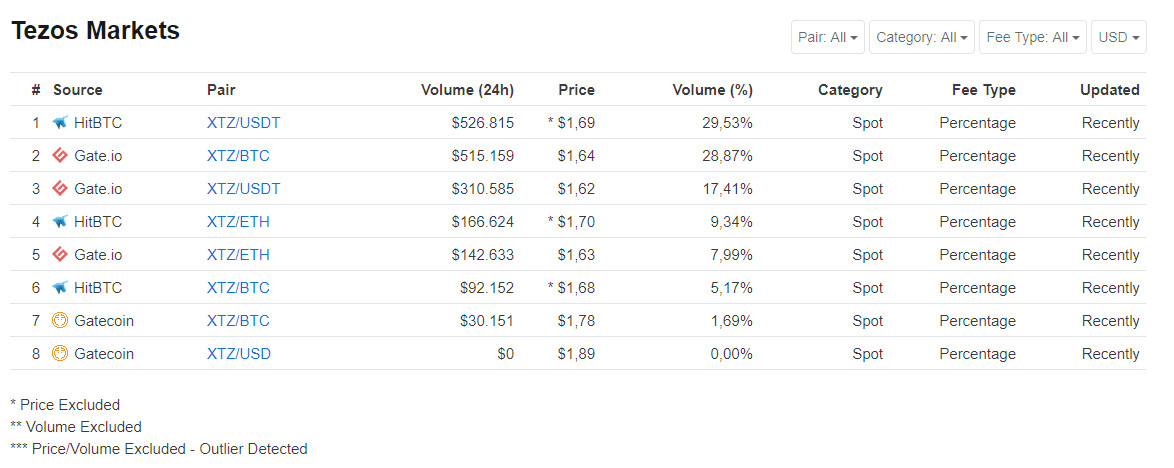 Tezos Markets
Pair: All Category: All Fee Type: All USD
# Source Pair Volume (24h) Price Volume (%) Category Fee Type Updated
1 HitBTC XTZ/USDT $526.815 * $1,69 29,53% Spot Percentage Recently
2 Gate.io XTZ/BTC $515.159 $1,64 28,87% Spot Percentage Recently
3 Gate.io XTZ/USDT $310.585 $1,62 17,41% Spot Percentage Recently
4 HitBTC XTZ/ETH $166.624 * $1,70 9,34% Spot Percentage Recently
5 Gate.io XTZ/ETH $142.633 $1,63 7,99% Spot Percentage Recently
6 HitBTC XTZ/BTC $92.152 * $1,68 5,17% Spot Percentage Recently
7 Gatecoin XTZ/BTC $30.151 $1,78 1,69% Spot Percentage Recently
8 Gatecoin XTZ/USD $0 $1,89 0,00% Spot Percentage Recently
* Price Excluded
** Volume Excluded
*** Price/Volume Excluded - Outlier Detected